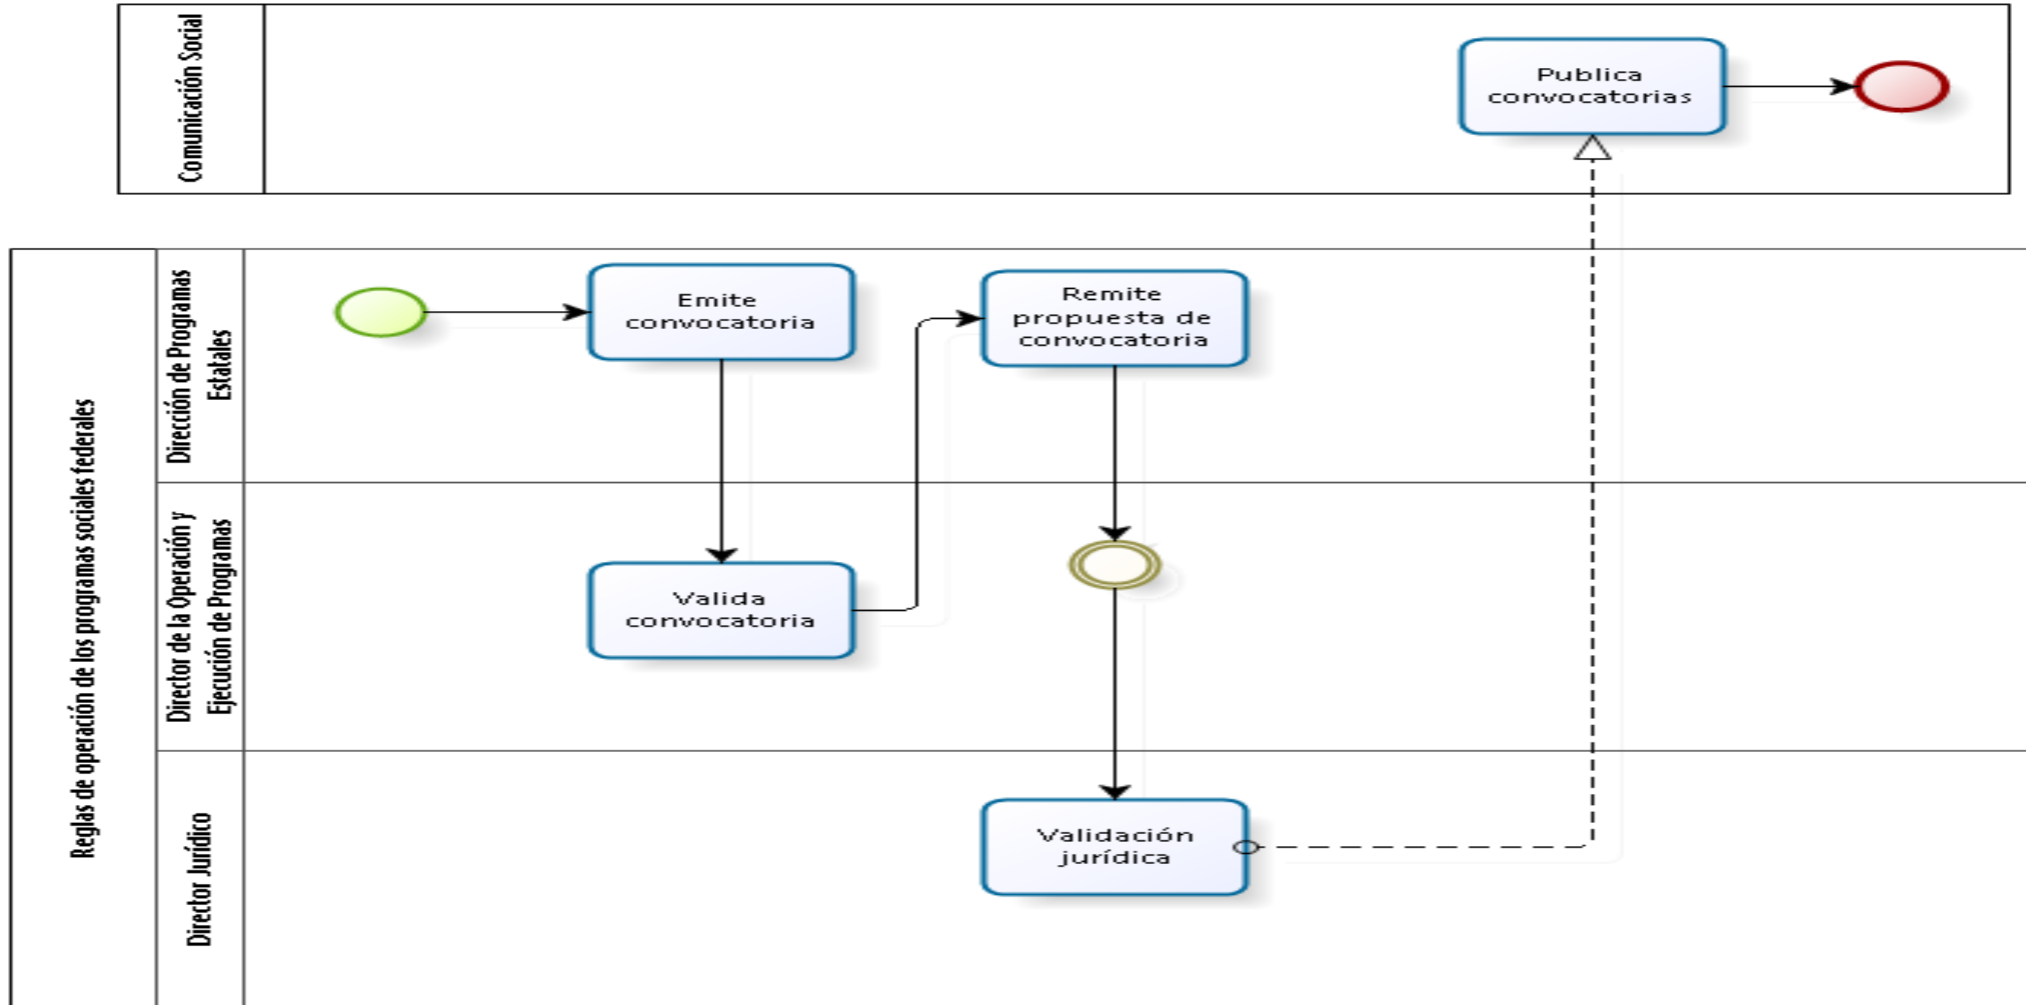 Comunicación Social
Publica
convocatorias
Reglas de operación de los programas sociales federales
Dirección de Programas
Estatales
Emite
convocatoria
Remite
propuesta de
convocatoria
Director de la Operación y
Ejecución de Programas
Valida
convocatoria
Director Jurídico
Validación
jurídica